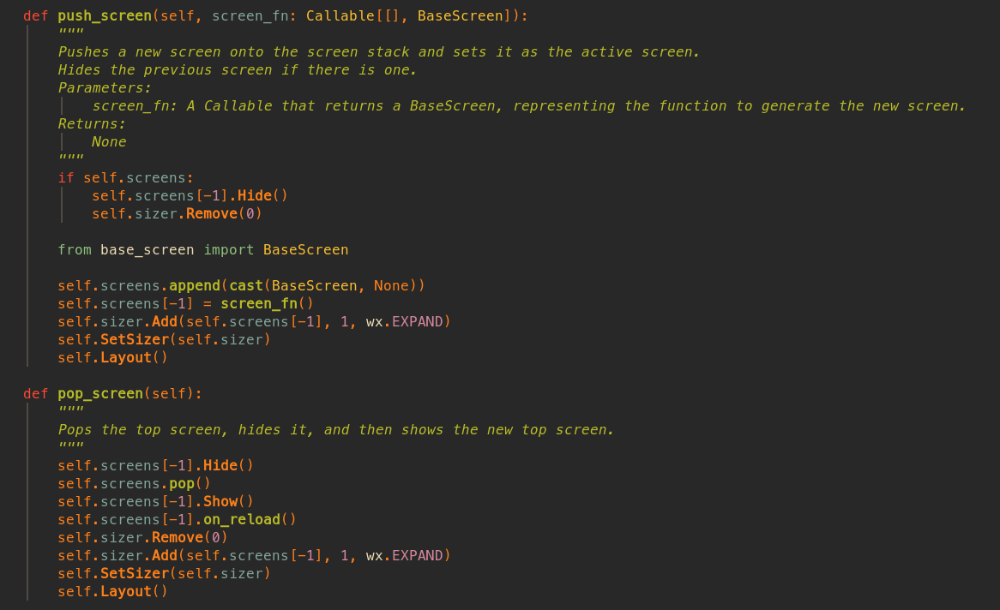 def push_screen(self, screen_fn: Callable[[], BaseScreen]):
    """
    Pushes a new screen onto the screen stack and sets it as the active screen.
    Hides the previous screen if there is one.
    Parameters:
        screen_fn: A Callable that returns a BaseScreen, representing the function to generate the new screen.
    Returns:
        None
    """
    if self.screens:
        self.screens[-1].Hide()
        self.sizer.Remove(0)

    from base_screen import BaseScreen

    self.screens.append(cast(BaseScreen, None))
    self.screens[-1] = screen_fn()
    self.sizer.Add(self.screens[-1], 1, wx.EXPAND)
    self.SetSizer(self.sizer)
    self.Layout()

def pop_screen(self):
    """
    Pops the top screen, hides it, and then shows the new top screen.
    """
    self.screens[-1].Hide()
    self.screens.pop()
    self.screens[-1].Show()
    self.screens[-1].on_reload()
    self.sizer.Remove(0)
    self.sizer.Add(self.screens[-1], 1, wx.EXPAND)
    self.SetSizer(self.sizer)
    self.Layout()